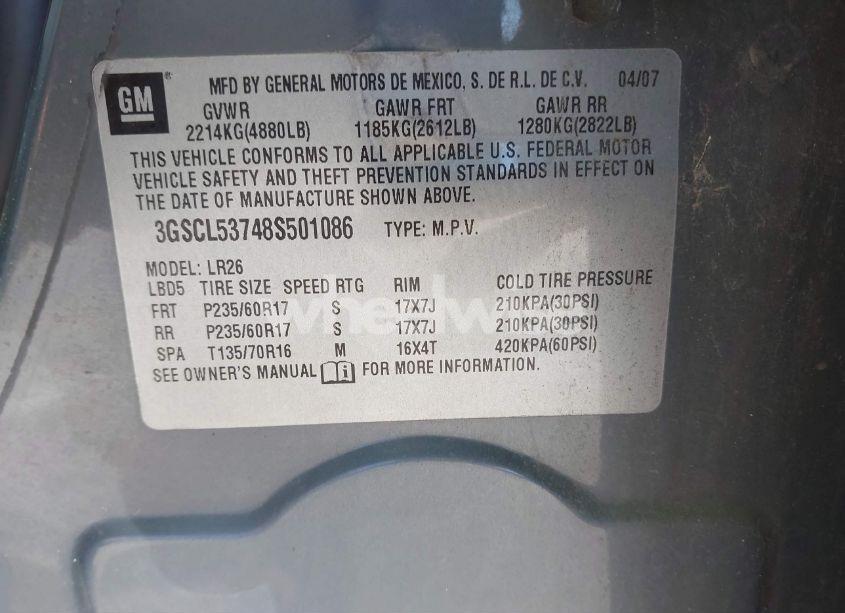 GM
MFD BY GENERAL MOTORS DE MEXICO, S. DE R.L. DE C.V. 04/07
GVWR GAWR FRT GAWR RR
2214KG(4880LB) 1185KG(2612LB) 1280KG(2822LB)
THIS VEHICLE CONFORMS TO ALL APPLICABLE U.S. FEDERAL MOTOR
VEHICLE SAFETY AND THEFT PREVENTION STANDARDS IN EFFECT ON
THE DATE OF MANUFACTURE SHOWN ABOVE.
3GSCL53748S501086 TYPE: M.P.V.
MODEL: LR26
LBD5 TIRE SIZE SPEED RTG RIM COLD TIRE PRESSURE
FRT P235/60R17 S 17X7J 210KPA(30PSI)
RR P235/60R17 S 17X7J 210KPA(30PSI)
SPA T135/70R16 M 16X4T 420KPA(60PSI)
SEE OWNER'S MANUAL FOR MORE INFORMATION.